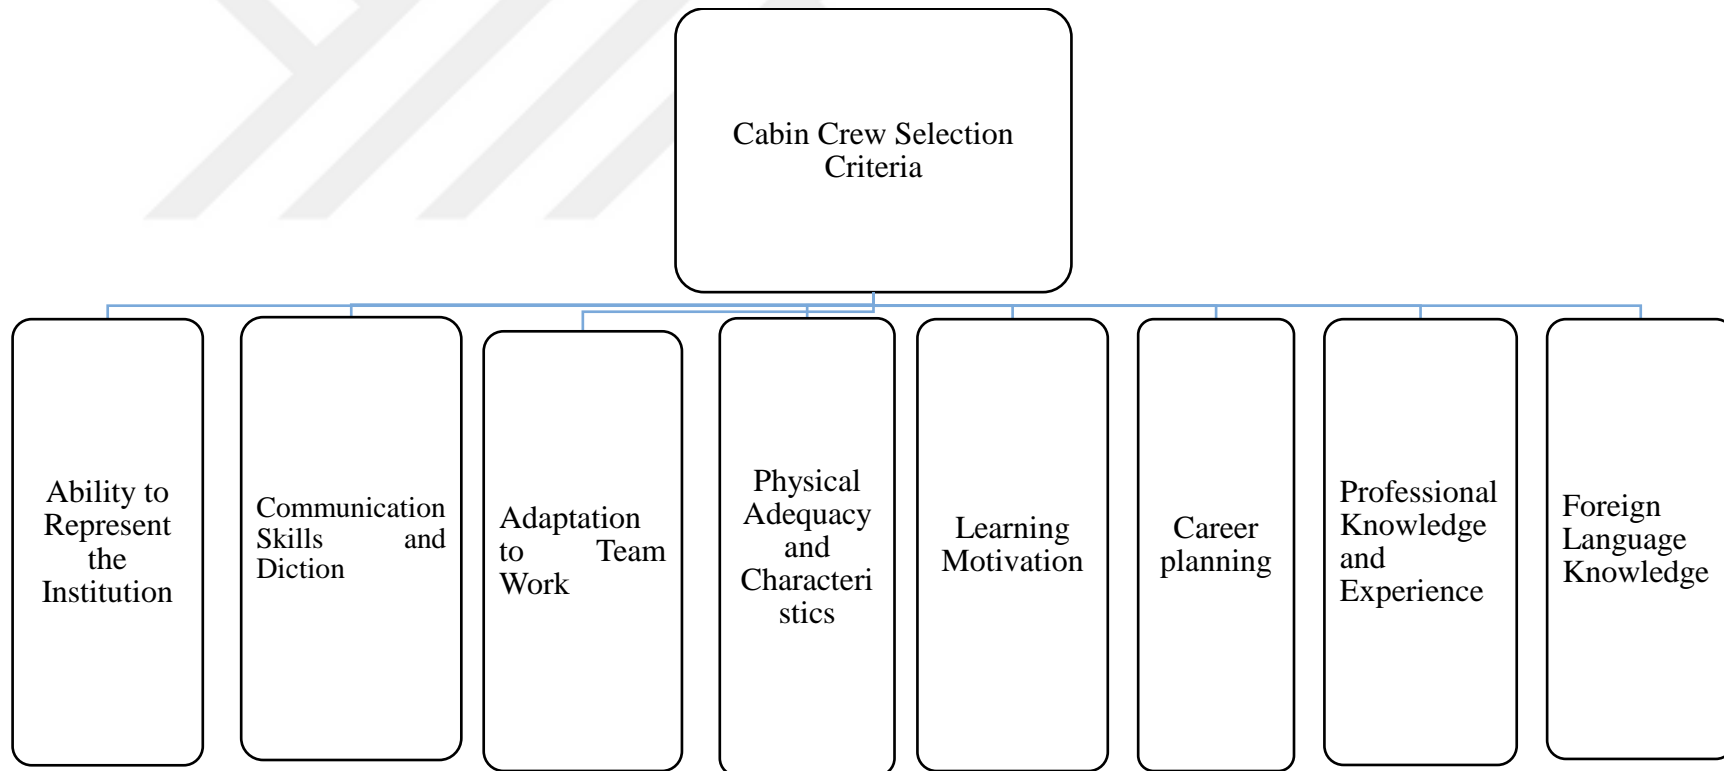 Cabin Crew Selection
Criteria
Ability to
Represent
the
Institution
Communication
Skills and
Diction
Adaptation
to Team
Work
Physical
Adequacy
and
Characteri
stics
Learning
Motivation
Career
planning
Professional
Knowledge
and
Experience
Foreign
Language
Knowledge